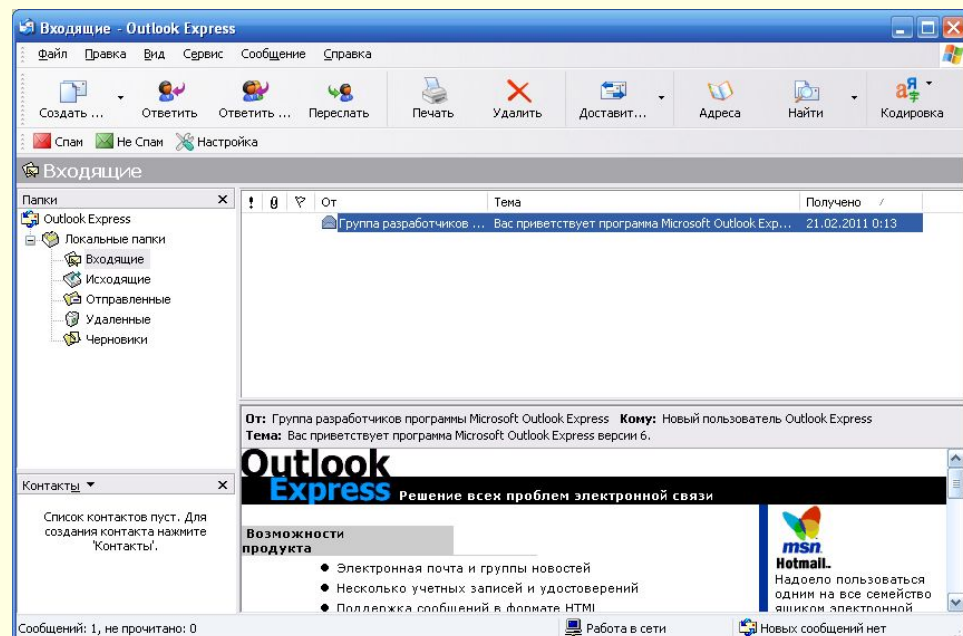 Входящие - Outlook Express
Файл Правка Вид Сервис Сообщение Справка
Создать ... Ответить Ответить ... Переслать Печать Удалить Доставит... Адреса Найти Кодировка
Спам Не Спам Настройка
Входящие
Папки
Outlook Express
Локальные папки
Входящие
Исходящие
Отправленные
Удаленные
Черновики
От Тема Получено
Группа разработчиков ... Вас приветствует программа Microsoft Outlook Exp... 21.02.2011 0:13
Контакты
Список контактов пуст. Для
создания контакта нажмите
'Контакты'.
От: Группа разработчиков программы Microsoft Outlook Express Кому: Новый пользователь Outlook Express
Тема: Вас приветствует программа Microsoft Outlook Express версии 6.
Outlook
Express Решение всех проблем электронной связи
Возможности
продукта
Электронная почта и группы новостей
Несколько учетных записей и удостоверений
Поддержка сообщений в формате HTML
msn
Hotmail
Надоело пользоваться
одним на все семейство
ящиком электронной
Сообщений: 1, не прочитано: 0 Работа в сети Новых сообщений нет